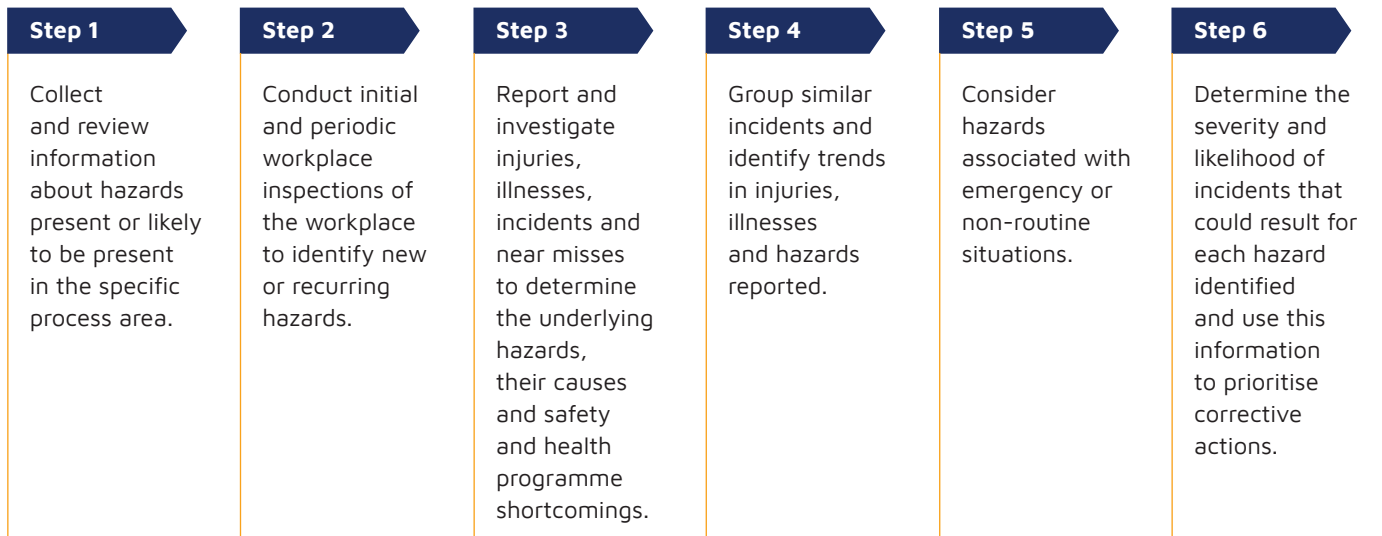 Step 1
Collect
and review
information
about hazards
present or likely
to be present
in the specific
process area.
Step 2
Conduct initial
and periodic
workplace
inspections of
the workplace
to identify new
or recurring
hazards.
Step 3
Report and
investigate
injuries,
illnesses,
incidents and
near misses
to determine
the underlying
hazards,
their causes
and safety
and health
programme
shortcomings.
Step 4
Group similar
incidents and
identify trends
in injuries,
illnesses
and hazards
reported.
Step 5
Consider
hazards
associated with
emergency or
non-routine
situations.
Step 6
Determine the
severity and
likelihood of
incidents that
could result for
each hazard
identified
and use this
information
to prioritise
corrective
actions.